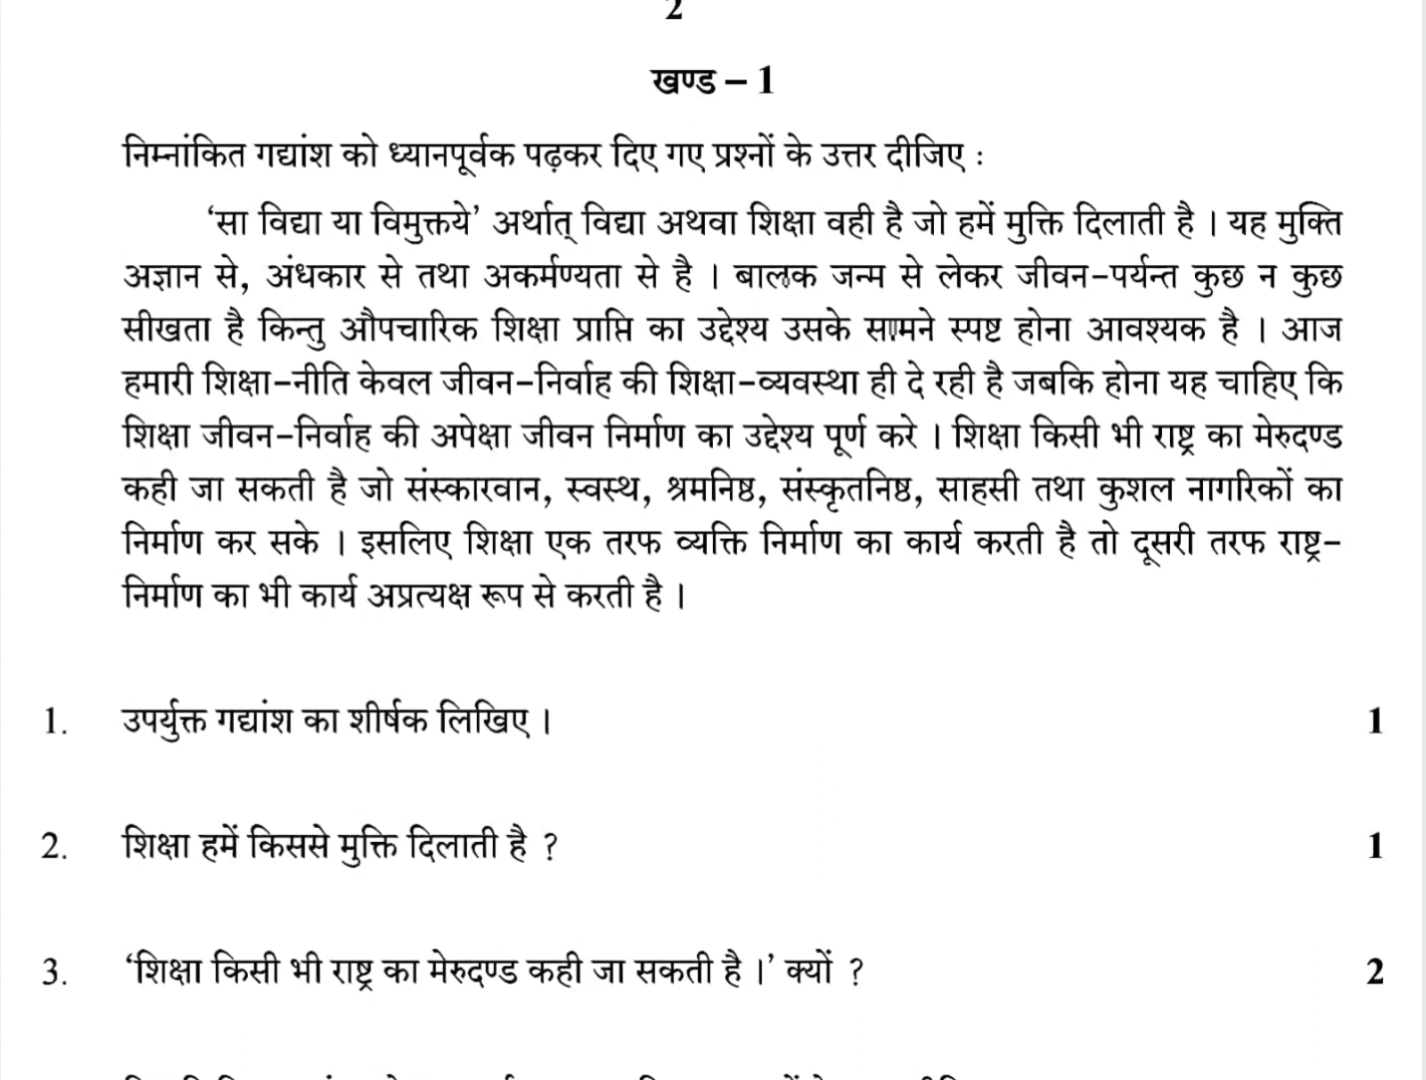 2
खण्ड – 1
निम्नांकित गद्यांश को ध्यानपूर्वक पढ़कर दिए गए प्रश्नों के उत्तर दीजिए :
‘सा विद्या या विमुक्तये’ अर्थात् विद्या अथवा शिक्षा वही है जो हमें मुक्ति दिलाती है । यह मुक्ति
अज्ञान से, अंधकार से तथा अकर्मण्यता से है । बालक जन्म से लेकर जीवन-पर्यन्त कुछ न कुछ
सीखता है किन्तु औपचारिक शिक्षा प्राप्ति का उद्देश्य उसके सामने स्पष्ट होना आवश्यक है । आज
हमारी शिक्षा-नीति केवल जीवन-निर्वाह की शिक्षा-व्यवस्था ही दे रही है जबकि होना यह चाहिए कि
शिक्षा जीवन-निर्वाह की अपेक्षा जीवन निर्माण का उद्देश्य पूर्ण करे । शिक्षा किसी भी राष्ट्र का मेरुदण्ड
कही जा सकती है जो संस्कारवान, स्वस्थ, श्रमनिष्ठ, संस्कृतनिष्ठ, साहसी तथा कुशल नागरिकों का
निर्माण कर सके । इसलिए शिक्षा एक तरफ व्यक्ति निर्माण का कार्य करती है तो दूसरी तरफ राष्ट्र-
निर्माण का भी कार्य अप्रत्यक्ष रूप से करती है ।
1. उपर्युक्त गद्यांश का शीर्षक लिखिए । 1
2. शिक्षा हमें किससे मुक्ति दिलाती है ? 1
3. ‘शिक्षा किसी भी राष्ट्र का मेरुदण्ड कही जा सकती है ।’ क्यों ? 2